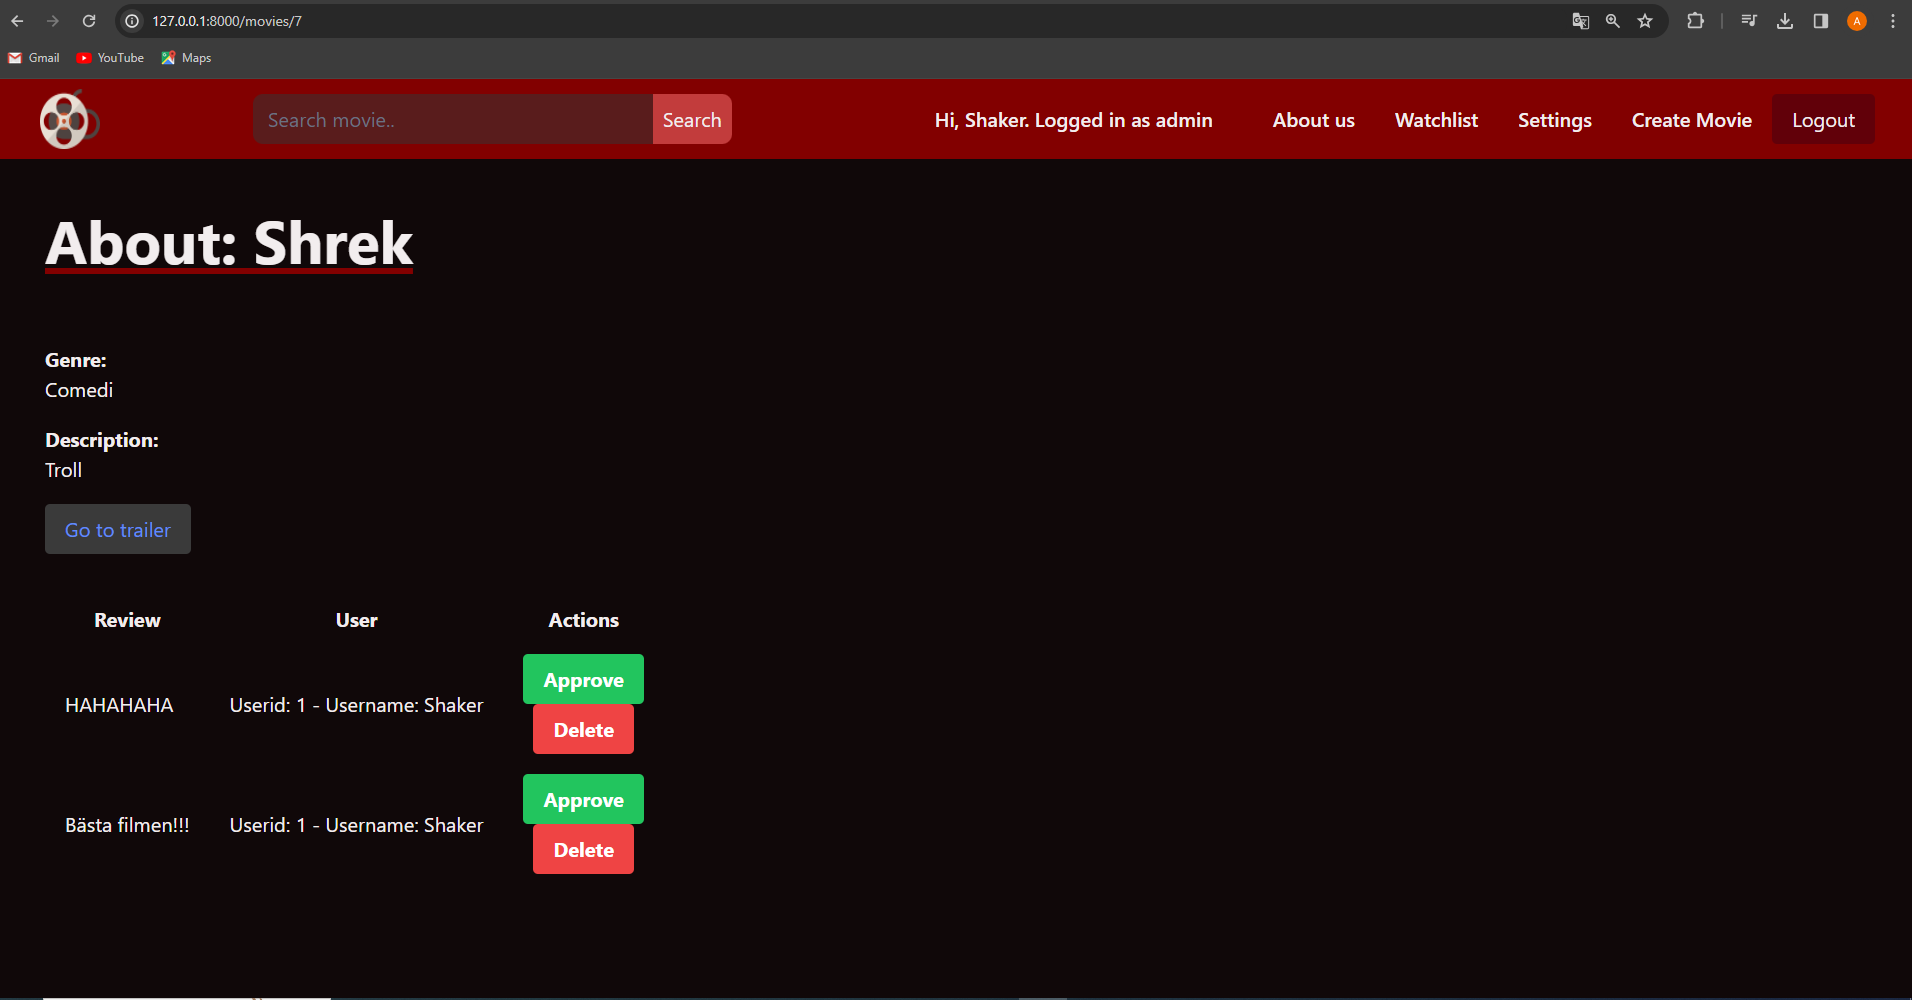 127.0.0.1:8000/movies/7
A
Gmail YouTube Maps
Search movie.. Search Hi, Shaker. Logged in as admin About us Watchlist Settings Create Movie Logout
About: Shrek
Genre:
Comedi
Description:
Troll
Go to trailer
Review User Actions
Approve
HAHAHAHA Userid: 1 - Username: Shaker
Delete
Approve
Bästa filmen!!! Userid: 1 - Username: Shaker
Delete